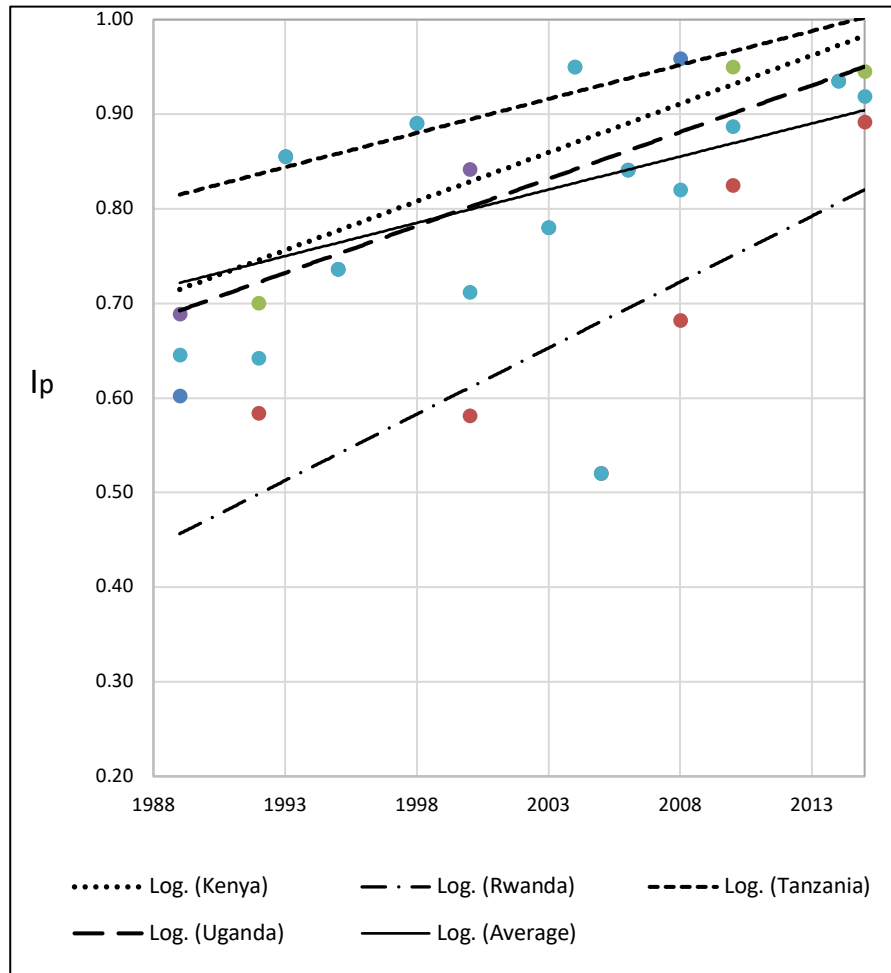 1.00
0.90
0.80
0.70
0.60
0.50
0.40
0.30
0.20
Ip
1988 1993 1998 2003 2008 2013
Log. (Kenya) Log. (Rwanda) Log. (Tanzania)
Log. (Uganda) Log. (Average)